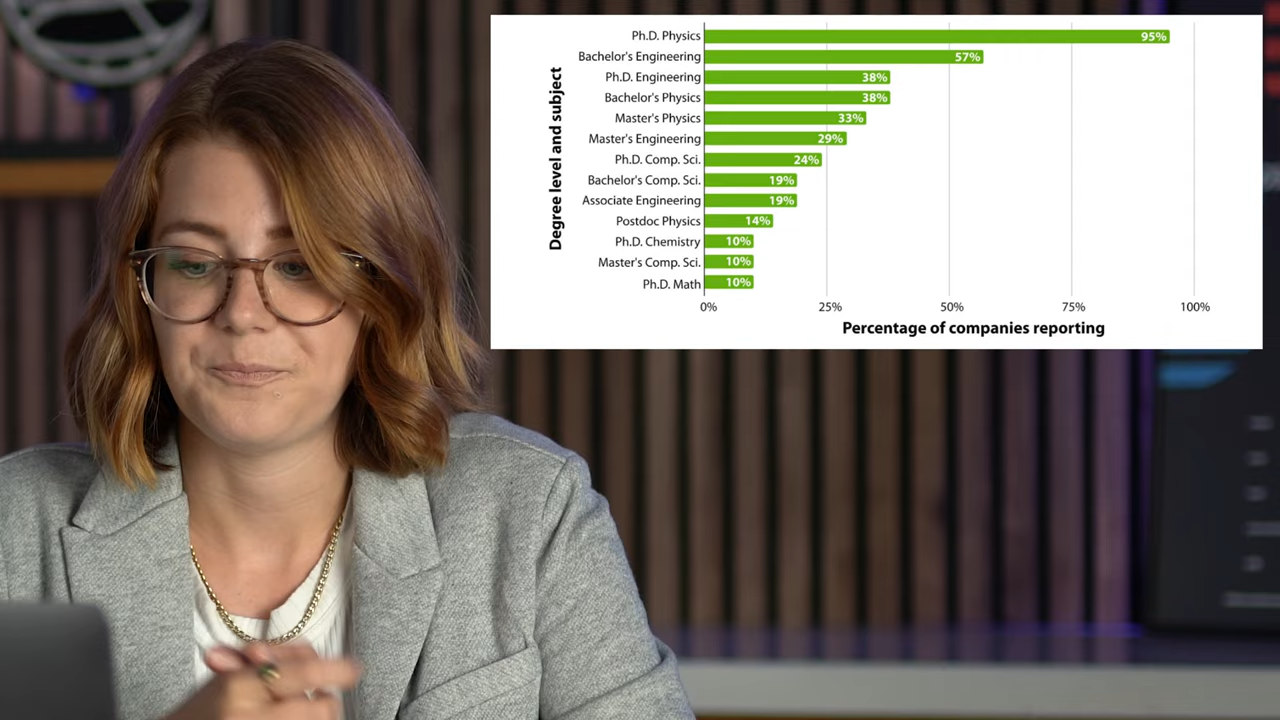 Degree level and subject
Ph.D. Physics 95%
Bachelor's Engineering 57%
Ph.D. Engineering 38%
Bachelor's Physics 38%
Master's Physics 33%
Master's Engineering 29%
Ph.D. Comp. Sci. 24%
Bachelor's Comp. Sci. 19%
Associate Engineering 19%
Postdoc Physics 14%
Ph.D. Chemistry 10%
Master's Comp. Sci. 10%
Ph.D. Math 10%
0% 25% 50% 75% 100%
Percentage of companies reporting